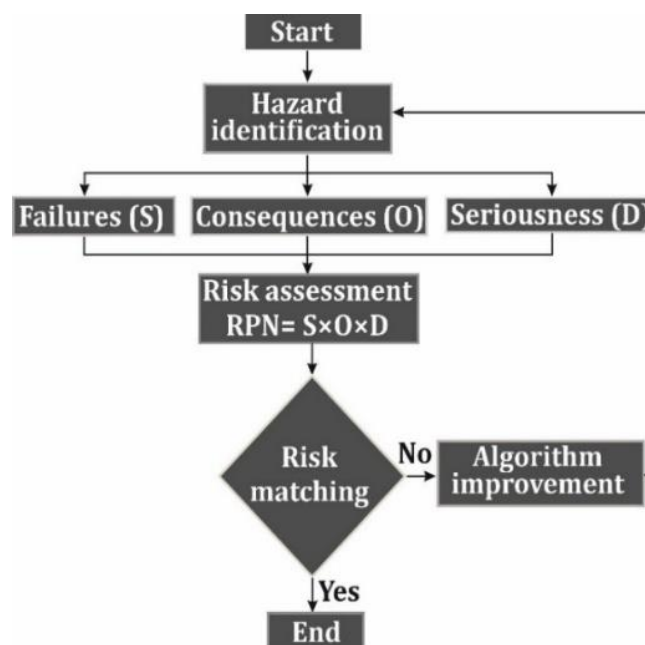 Start
Hazard
identification
Failures (S)
Consequences (O)
Seriousness (D)
Risk assessment
RPN= S×O×D
Risk
matching
No
Algorithm
improvement
Yes
End